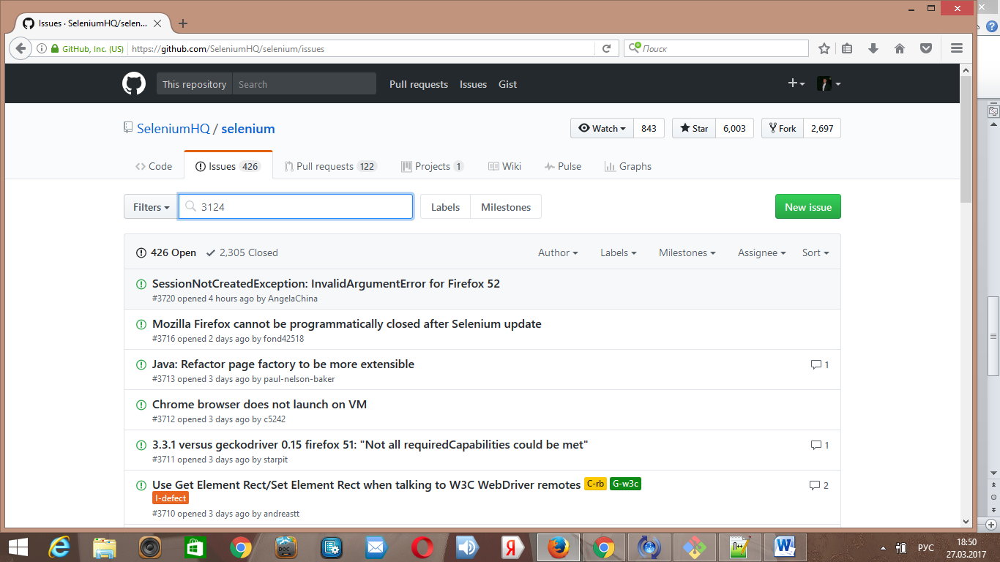 Issues · SeleniumHQ/selen...
GitHub, Inc. (US) https://github.com/SeleniumHQ/selenium/issues Поиск
This repository Search Pull requests Issues Gist
SeleniumHQ / selenium Watch 843 Star 6,003 Fork 2,697
Code Issues 426 Pull requests 122 Projects 1 Wiki Pulse Graphs
Filters 3124 Labels Milestones New issue
426 Open 2,305 Closed Author Labels Milestones Assignee Sort
SessionNotCreatedException: InvalidArgumentError for Firefox 52
#3720 opened 4 hours ago by AngelaChina
Mozilla Firefox cannot be programmatically closed after Selenium update
#3716 opened 2 days ago by fond42518
Java: Refactor page factory to be more extensible 1
#3713 opened 3 days ago by paul-nelson-baker
Chrome browser does not launch on VM
#3712 opened 3 days ago by c5242
3.3.1 versus geckodriver 0.15 firefox 51: "Not all requiredCapabilities could be met" 1
#3711 opened 3 days ago by starpit
Use Get Element Rect/Set Element Rect when talking to W3C WebDriver remotes C-rb G-w3c 2
I-defect
#3710 opened 3 days ago by andreastt
DOC
РУС
18:50
27.03.2017